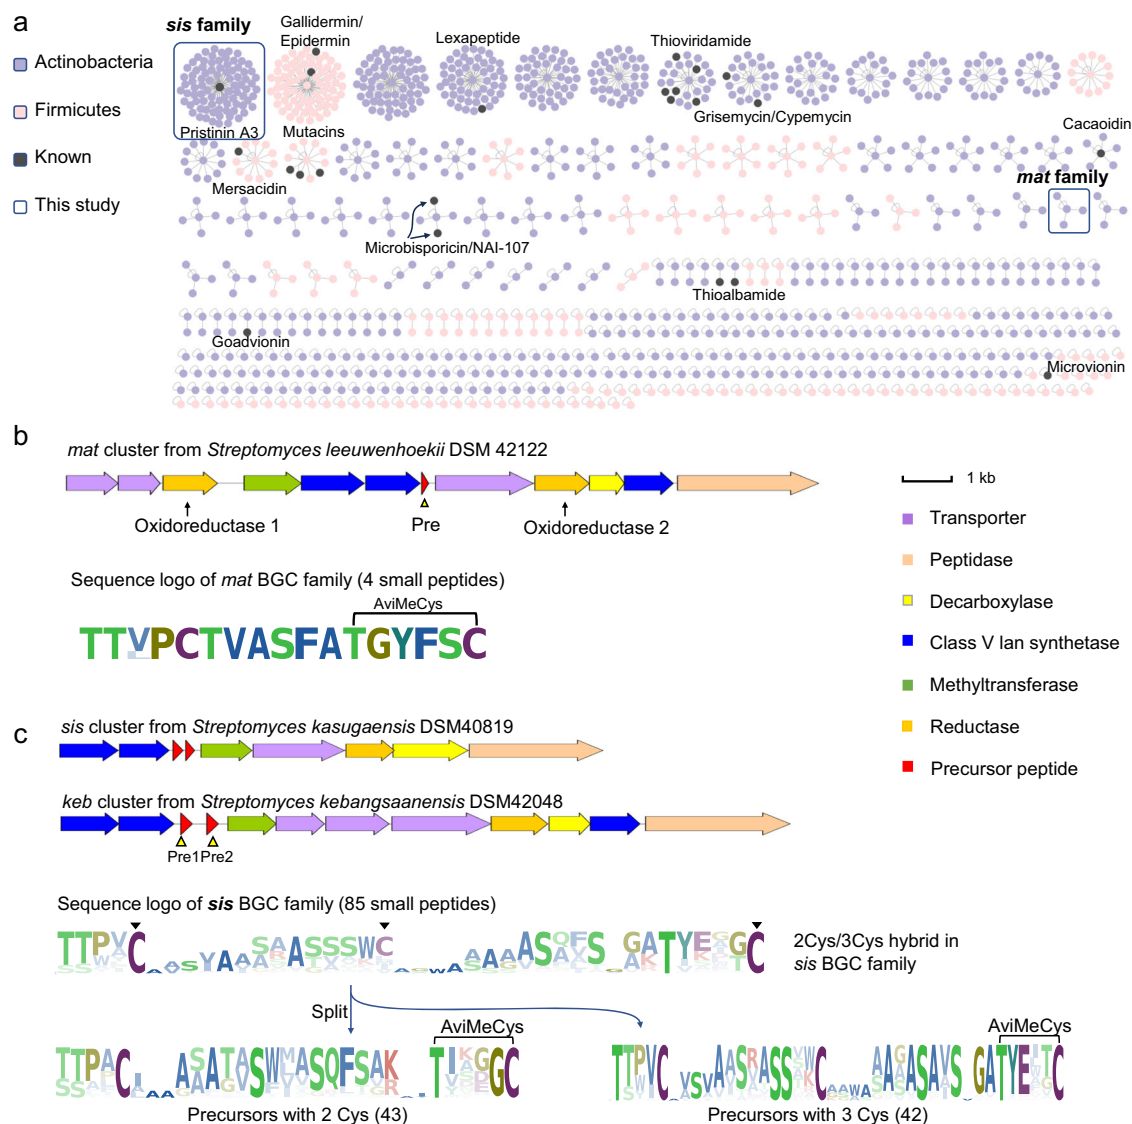 a
sis family
Gallidermin/
Epidermin
Lexapeptide
Thioviridamide
Actinobacteria
Firmicutes
Known
This study
Pristinin A3
Mutacins
Grisemycin/Cypemycin
Cacaoidin
Mersacidin
mat family
Microbisporicin/NAI-107
Thioalbamide
Goadvionin
Microvionin
b
mat cluster from Streptomyces leeuwenhoekii DSM 42122
Oxidoreductase 1
Pre
Oxidoreductase 2
1 kb
Transporter
Peptidase
Decarboxylase
Class V lan synthetase
Methyltransferase
Reductase
Precursor peptide
Sequence logo of mat BGC family (4 small peptides)
AviMeCys
TTVPCTVASFATGYFSC
c
sis cluster from Streptomyces kasugaensis DSM40819
keb cluster from Streptomyces kebangsaanensis DSM42048
Pre1
Pre2
Sequence logo of sis BGC family (85 small peptides)
2Cys/3Cys hybrid in
sis BGC family
Split
AviMeCys
AviMeCys
Precursors with 2 Cys (43)
Precursors with 3 Cys (42)